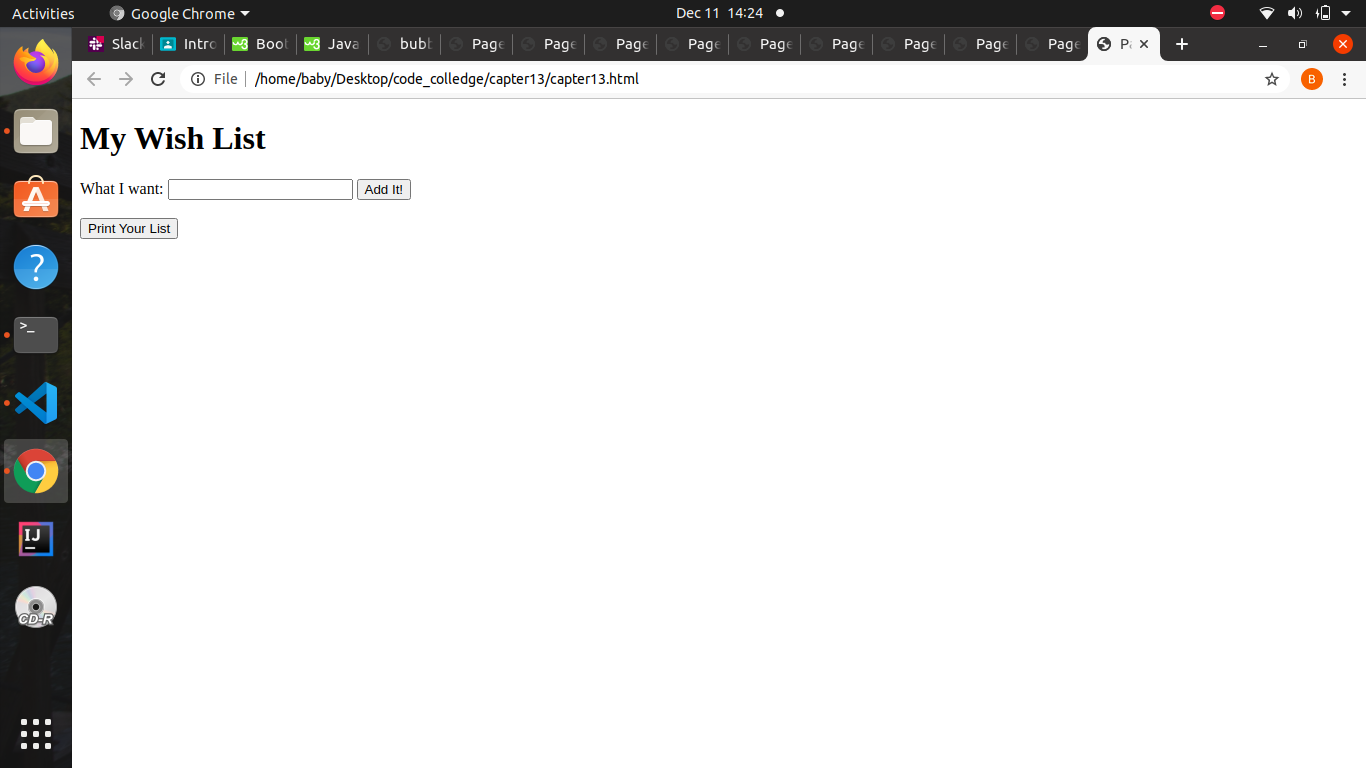 Activities Google Chrome Dec 11 14:24
Slack Intro Boot Java bubb Page Page Page Page Page Page Page Page Page Pa
File /home/baby/Desktop/code_colledge/capter13/capter13.html B
My Wish List
What I want: Add It!
Print Your List
>_
IJ
CD-R